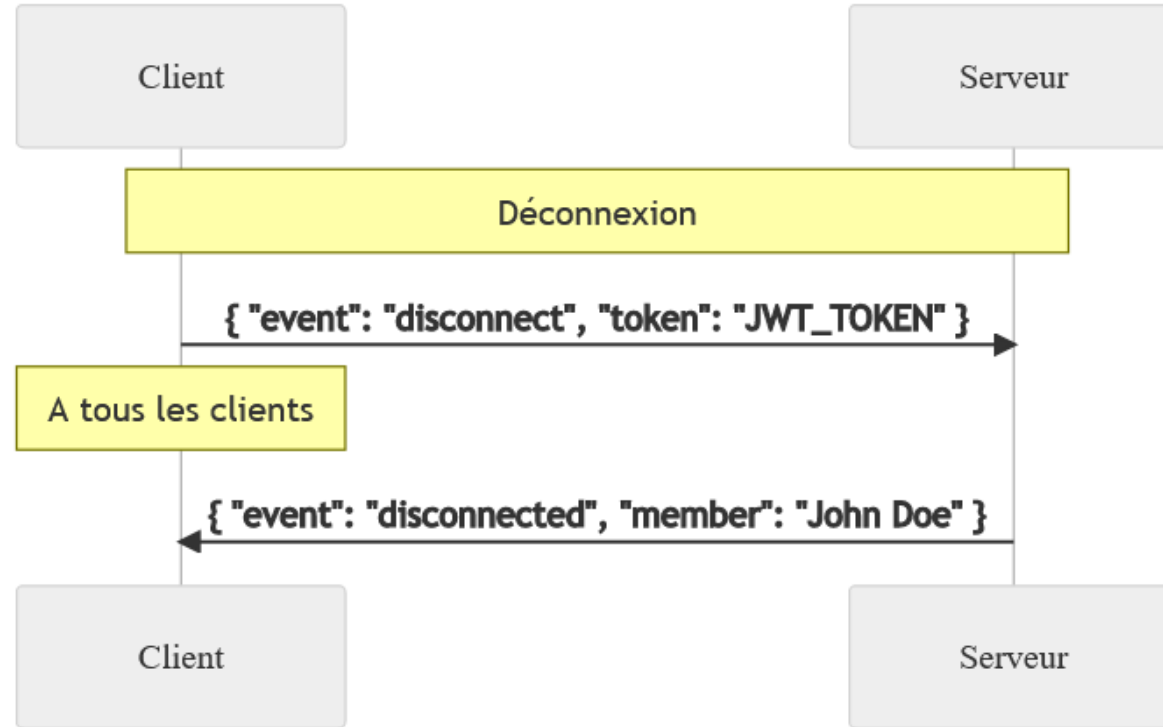 Client
Serveur
Déconnexion
{ "event": "disconnect", "token": "JWT_TOKEN" }
A tous les clients
{ "event": "disconnected", "member": "John Doe" }
Client
Serveur